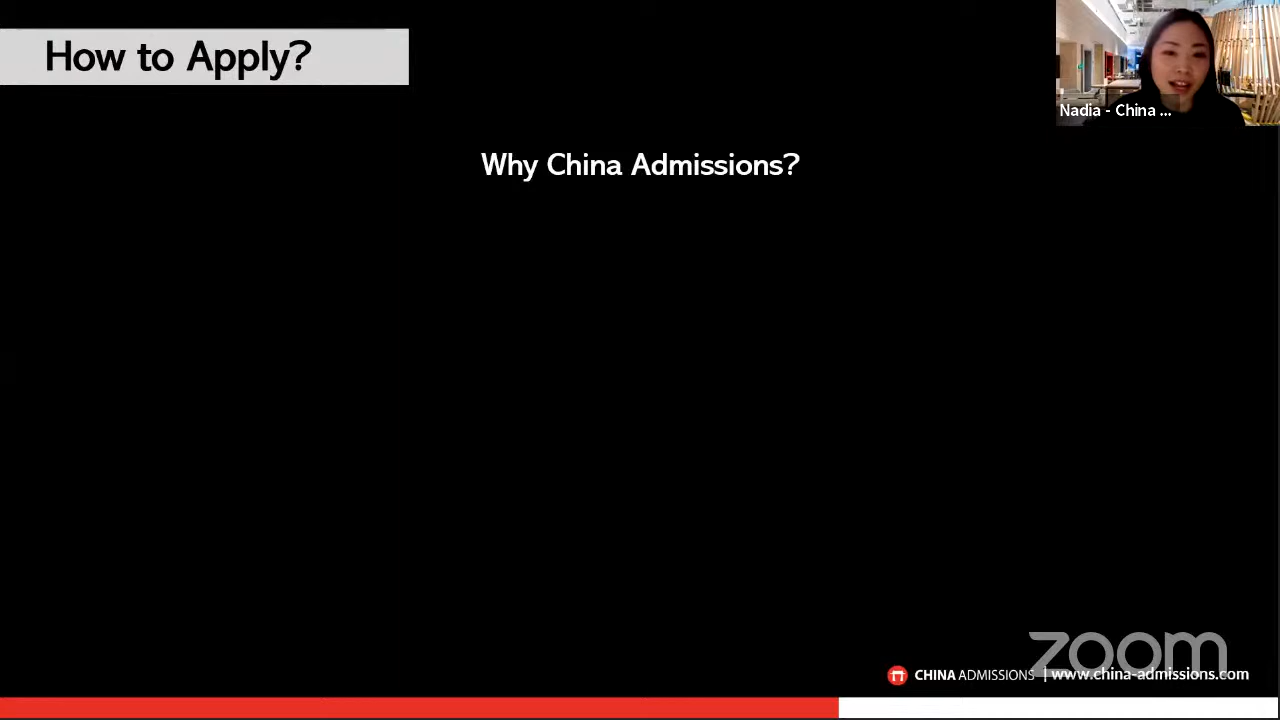 How to Apply?
Nadia - China ...
Why China Admissions?
zoom
CHINA ADMISSIONS | www.china-admissions.com